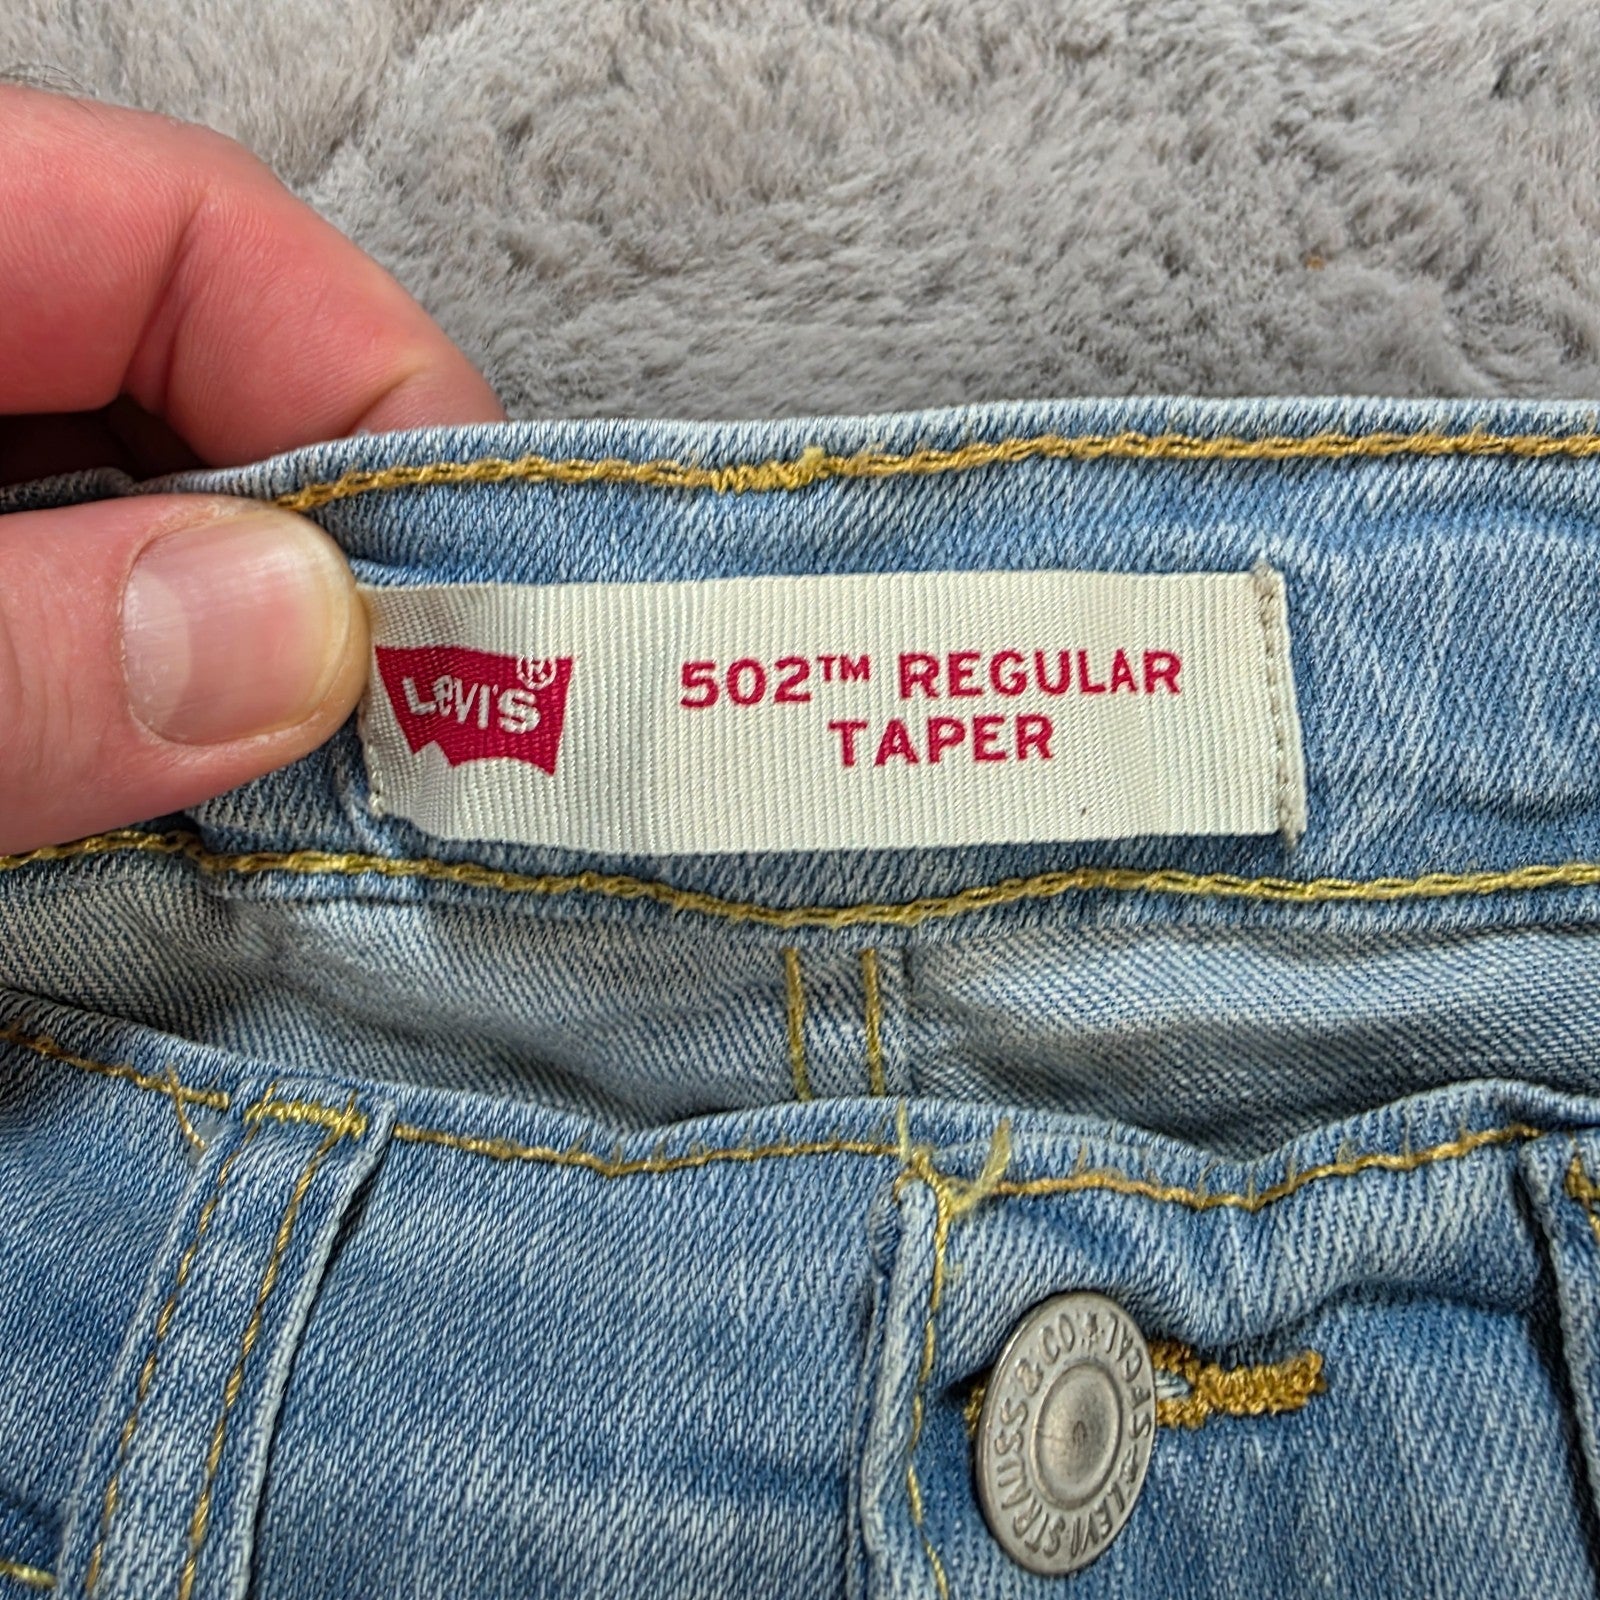 LEVI'S®
502™ REGULAR
TAPER
LEVI STRAUSS & CO. ★ S.F. CAL ★